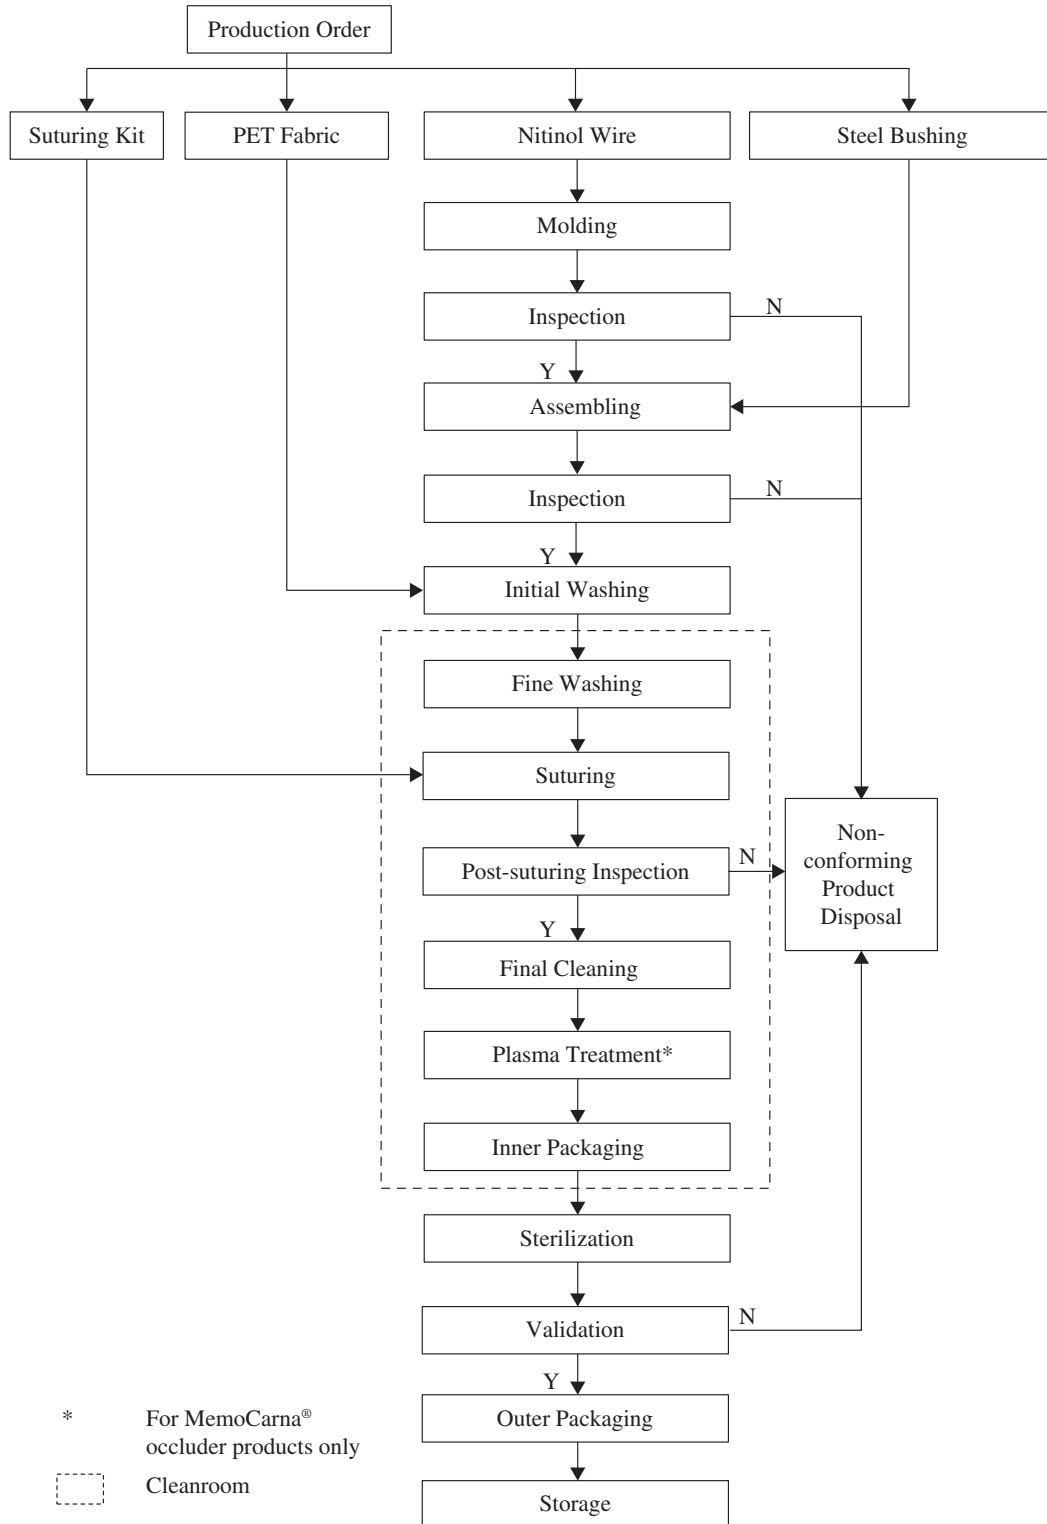 Production Order
Suturing Kit
PET Fabric
Nitinol Wire
Steel Bushing
Molding
Inspection
N
Y
Assembling
Inspection
N
Y
Initial Washing
Fine Washing
Suturing
Post-suturing Inspection
N
Non-
conforming
Product
Disposal
Y
Final Cleaning
Plasma Treatment*
Inner Packaging
Sterilization
Validation
N
Y
Outer Packaging
Storage
* For MemoCarna®
occluder products only
Cleanroom